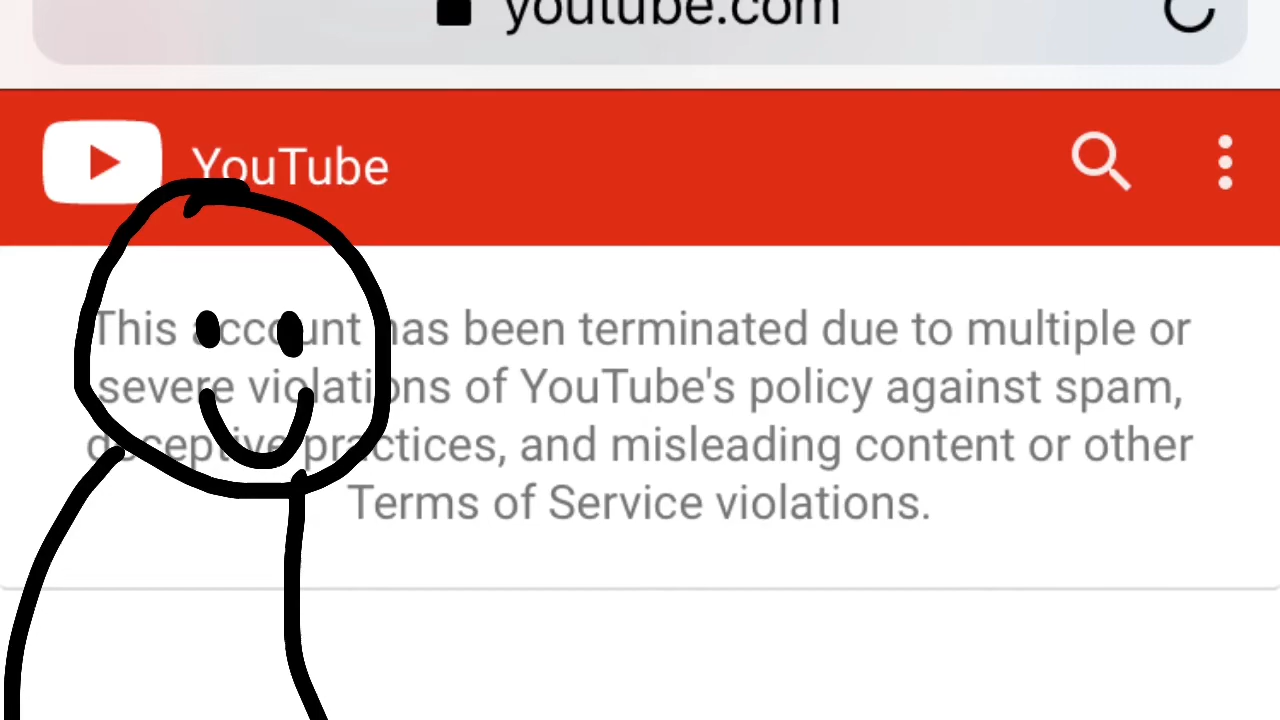 youtube.com
YouTube
This account has been terminated due to multiple or
severe violations of YouTube's policy against spam,
deceptive practices, and misleading content or other
Terms of Service violations.